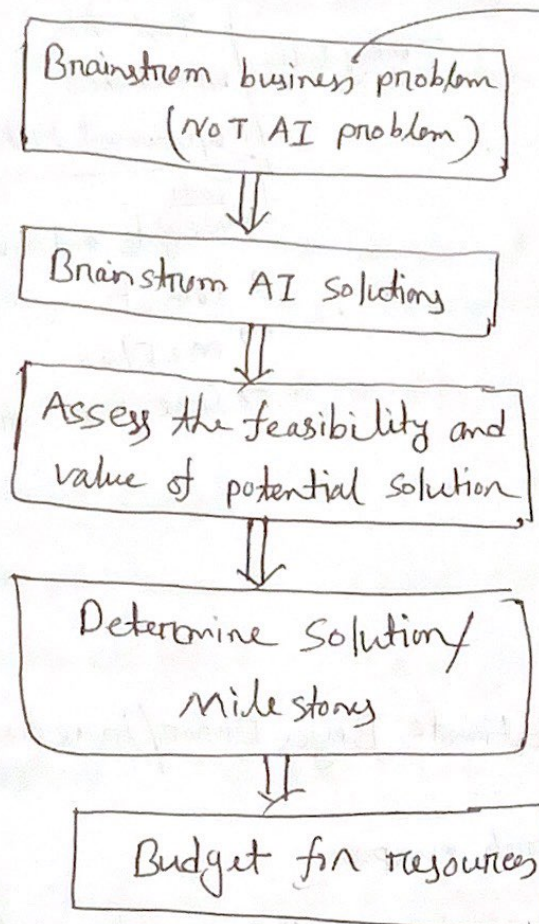 Brainstrom business problem
(NOT AI problem)
Brainstrom AI solutions
Assess the feasibility and
value of potential solution
Determine Solution/
Milestones
Budget for resources